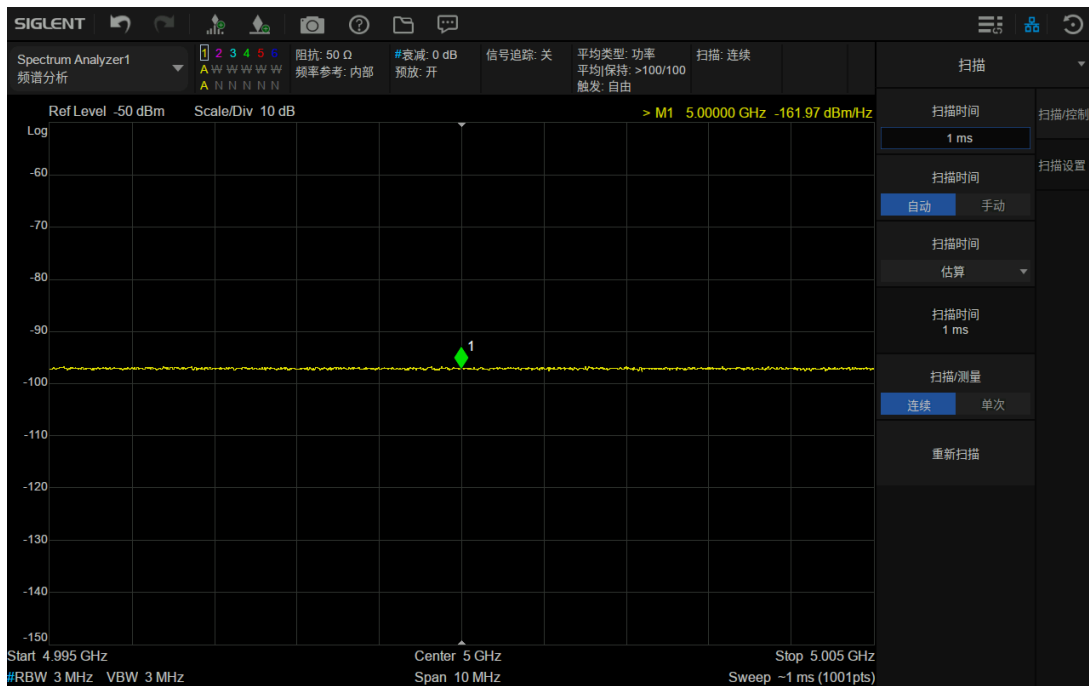 SIGLENT
Spectrum Analyzer1
频谱分析
1 2 3 4 5 6
A W W W W W
A N N N N N
阻抗: 50 Ω
频率参考: 内部
#衰减: 0 dB
预放: 开
信号追踪: 关
平均类型: 功率
平均|保持: >100/100
触发: 自由
扫描: 连续
Ref Level -50 dBm
Scale/Div 10 dB
> M1 5.00000 GHz -161.97 dBm/Hz
Log
-60
-70
-80
-90
-100
-110
-120
-130
-140
-150
1
Start 4.995 GHz
Center 5 GHz
Stop 5.005 GHz
#RBW 3 MHz VBW 3 MHz
Span 10 MHz
Sweep ~1 ms (1001pts)
扫描
扫描时间
1 ms
扫描时间
自动 手动
扫描时间
估算
扫描时间
1 ms
扫描/测量
连续 单次
重新扫描
扫描/控制
扫描设置